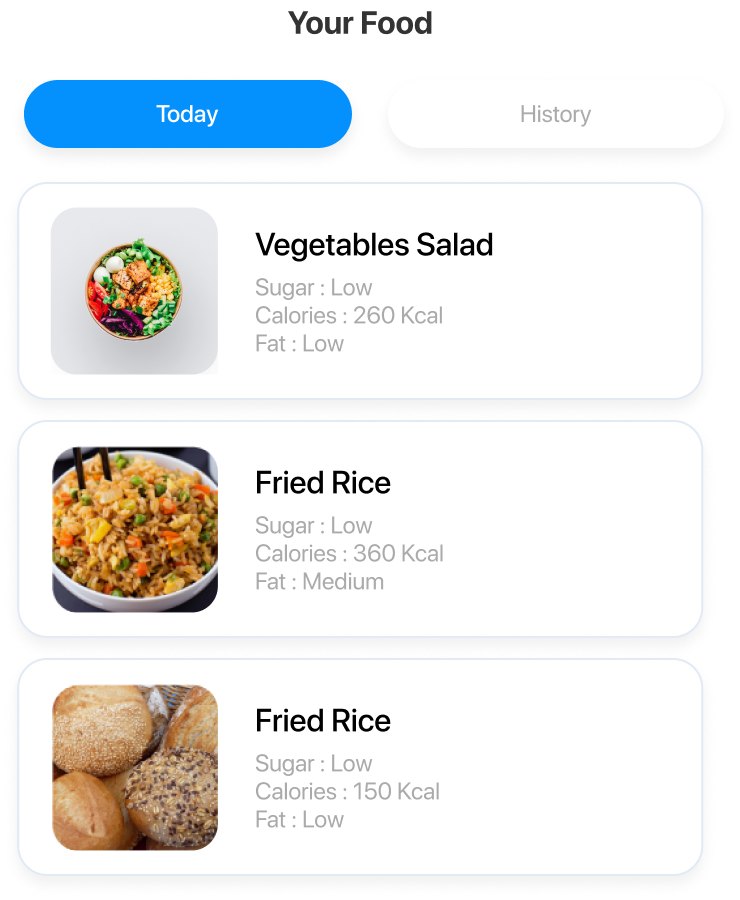 Your Food
Today
History
Vegetables Salad
Sugar : Low
Calories : 260 Kcal
Fat : Low
Fried Rice
Sugar : Low
Calories : 360 Kcal
Fat : Medium
Fried Rice
Sugar : Low
Calories : 150 Kcal
Fat : Low